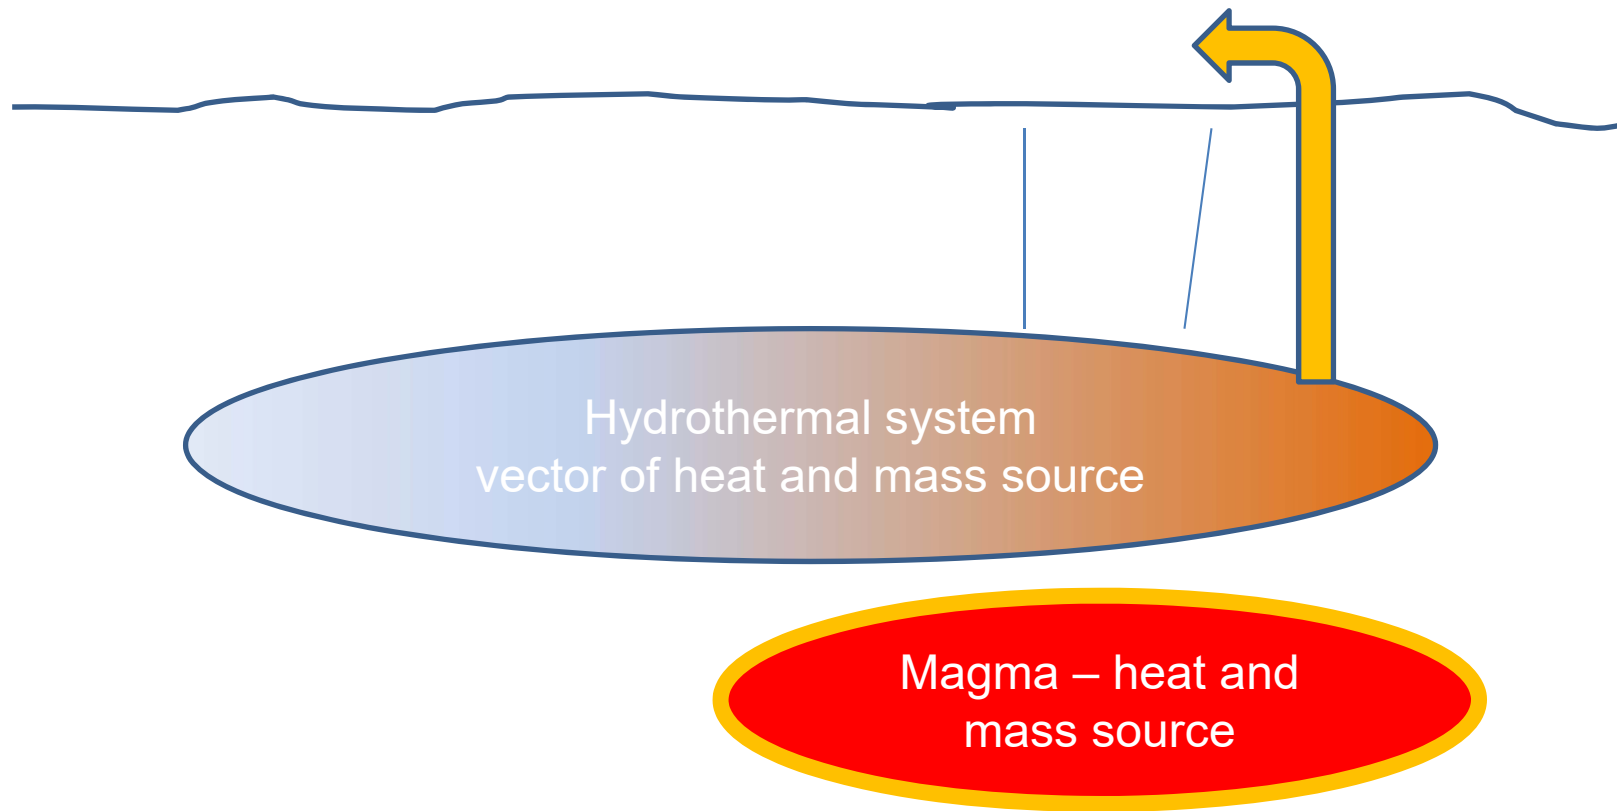 Hydrothermal system
vector of heat and mass source
Magma – heat and
mass source